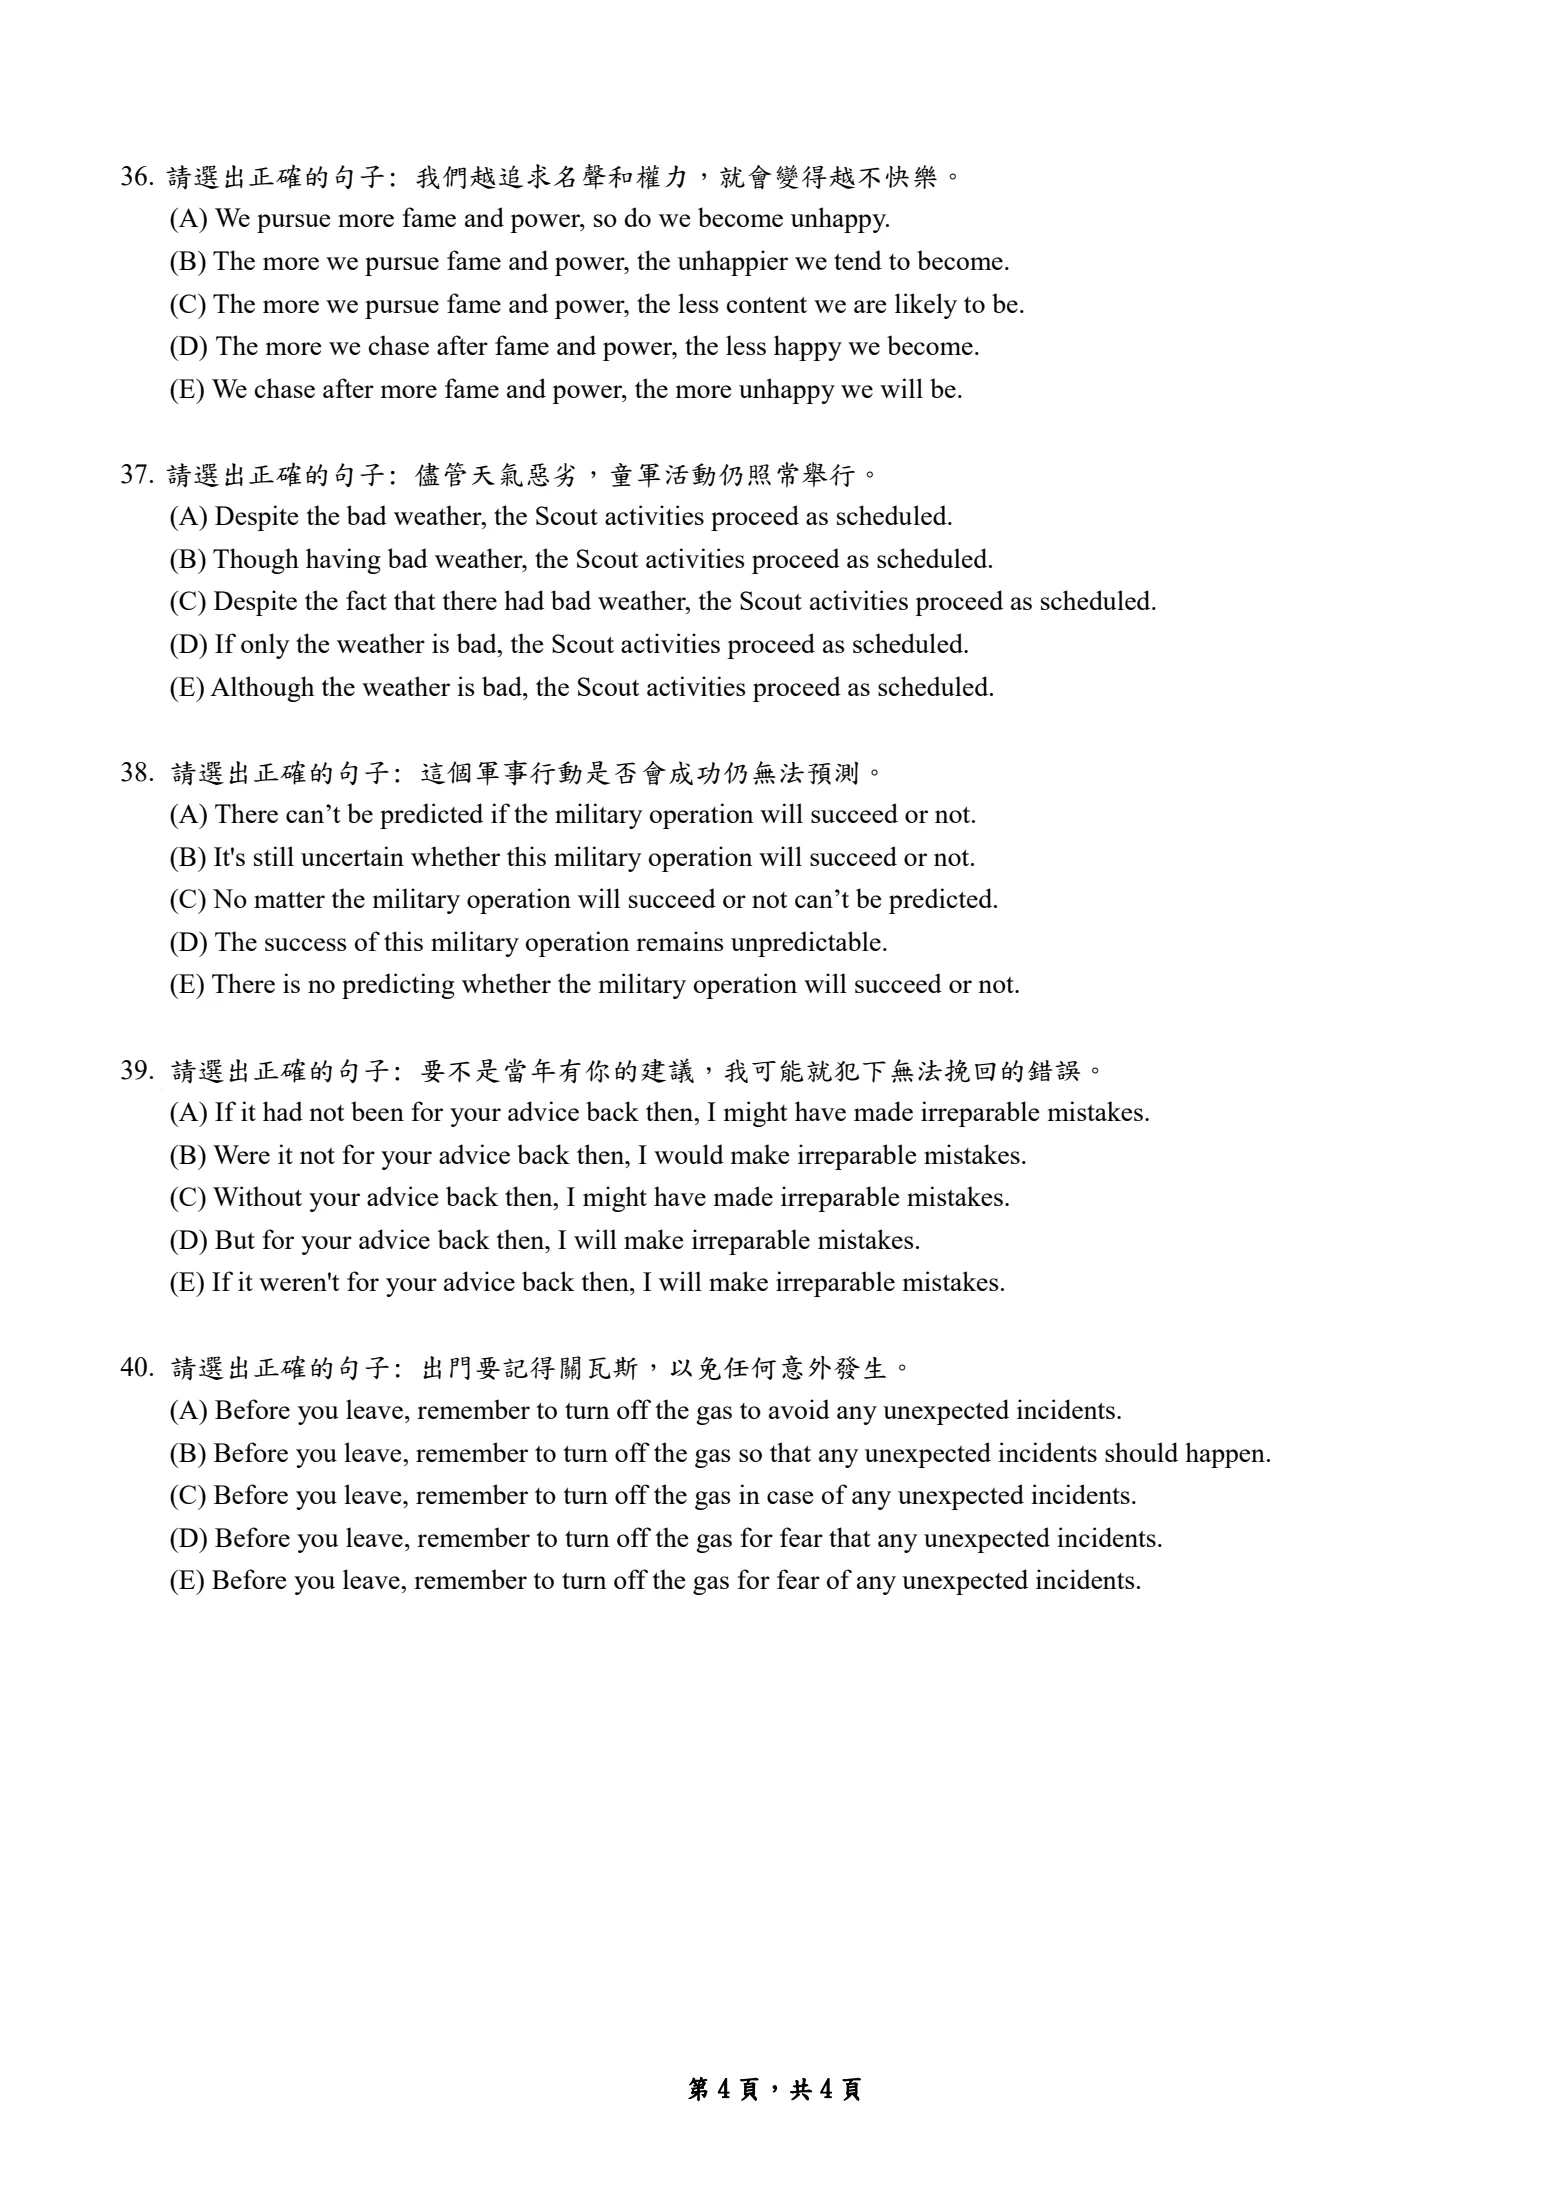 36. 請選出正確的句子: 我們越追求名聲和權力，就會變得越不快樂。
(A) We pursue more fame and power, so do we become unhappy.
(B) The more we pursue fame and power, the unhappier we tend to become.
(C) The more we pursue fame and power, the less content we are likely to be.
(D) The more we chase after fame and power, the less happy we become.
(E) We chase after more fame and power, the more unhappy we will be.
37. 請選出正確的句子: 儘管天氣惡劣，童軍活動仍照常舉行。
(A) Despite the bad weather, the Scout activities proceed as scheduled.
(B) Though having bad weather, the Scout activities proceed as scheduled.
(C) Despite the fact that there had bad weather, the Scout activities proceed as scheduled.
(D) If only the weather is bad, the Scout activities proceed as scheduled.
(E) Although the weather is bad, the Scout activities proceed as scheduled.
38. 請選出正確的句子: 這個軍事行動是否會成功仍無法預測。
(A) There can’t be predicted if the military operation will succeed or not.
(B) It's still uncertain whether this military operation will succeed or not.
(C) No matter the military operation will succeed or not can’t be predicted.
(D) The success of this military operation remains unpredictable.
(E) There is no predicting whether the military operation will succeed or not.
39. 請選出正確的句子: 要不是當年有你的建議，我可能就犯下無法挽回的錯誤。
(A) If it had not been for your advice back then, I might have made irreparable mistakes.
(B) Were it not for your advice back then, I would make irreparable mistakes.
(C) Without your advice back then, I might have made irreparable mistakes.
(D) But for your advice back then, I will make irreparable mistakes.
(E) If it weren't for your advice back then, I will make irreparable mistakes.
40. 請選出正確的句子: 出門要記得關瓦斯，以免任何意外發生。
(A) Before you leave, remember to turn off the gas to avoid any unexpected incidents.
(B) Before you leave, remember to turn off the gas so that any unexpected incidents should happen.
(C) Before you leave, remember to turn off the gas in case of any unexpected incidents.
(D) Before you leave, remember to turn off the gas for fear that any unexpected incidents.
(E) Before you leave, remember to turn off the gas for fear of any unexpected incidents.
第 4 頁，共 4 頁